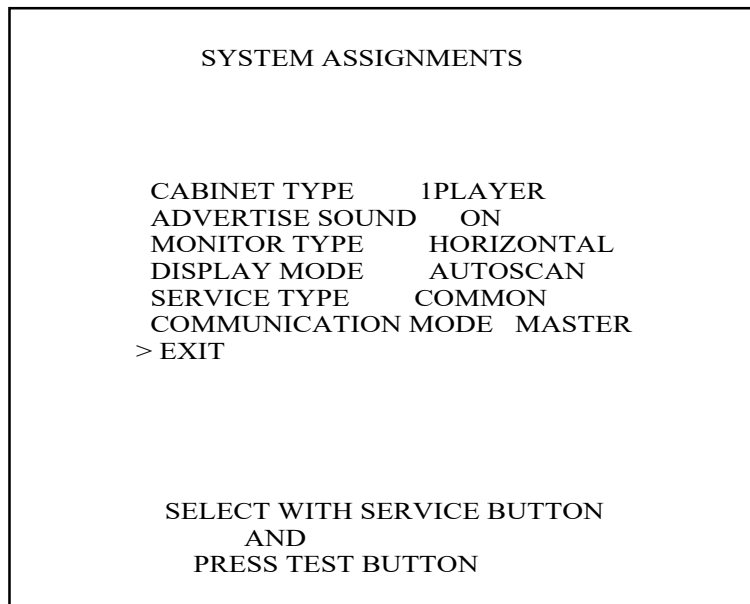 SYSTEM ASSIGNMENTS
CABINET TYPE 1PLAYER
ADVERTISE SOUND ON
MONITOR TYPE HORIZONTAL
DISPLAY MODE AUTOSCAN
SERVICE TYPE COMMON
COMMUNICATION MODE MASTER
> EXIT
SELECT WITH SERVICE BUTTON
AND
PRESS TEST BUTTON